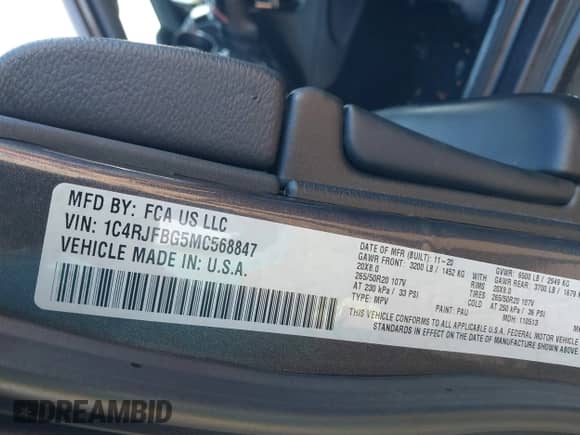 MFD BY: FCA US LLC
VIN: 1C4RJFBG5MC568847
VEHICLE MADE IN: U.S.A.
DATE OF MFR (BUILT): 11-20 GVWR: 6500 LB / 2949 KG
GAWR FRONT: 3200 LB / 1452 KG GAWR REAR: 3700 LB / 1679
20X8.0 RIMS 20X8.0
265/50R20 107V TIRES 265/50R20 107V
AT 230 kPa / 33 PSI COLD AT 250 kPa / 36 PSI
TYPE: MPV PAINT: PAU MDH: 110513
THIS VEHICLE CONFORMS TO ALL APPLICABLE U.S.A. FEDERAL MOTOR VEHICLE
STANDARDS IN EFFECT ON THE DATE OF MANUFACTURE SHOWN
DREAMBID